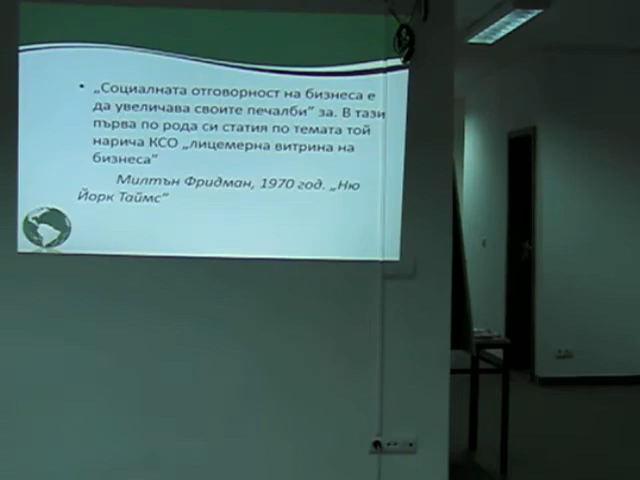 • „Социалната отговорност на бизнеса е
да увеличава своите печалби" за. В тази
първа по рода си статия по темата той
нарича КСО „лицемерна витрина на
бизнеса"
Милтън Фридман, 1970 год. „Ню
Йорк Таймс"